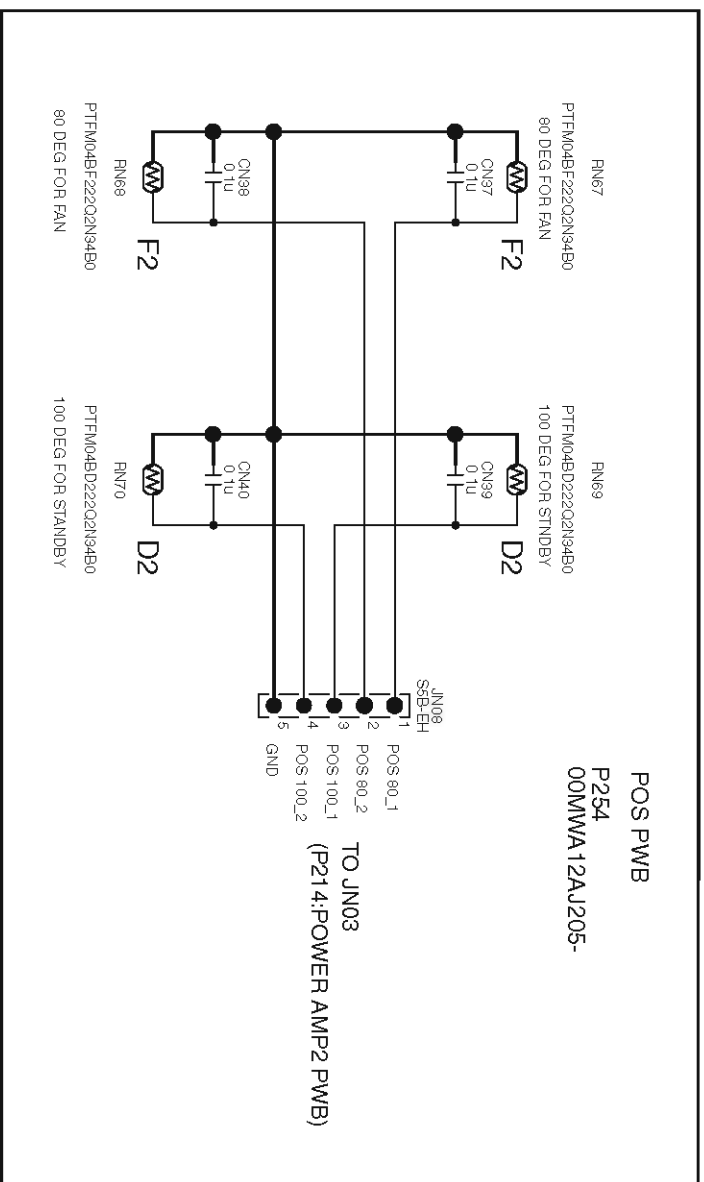 POS PWB
P254
00MWA12AJ205-
RN67
PTFM04BF222Q2N34B0
80 DEG FOR FAN
F2
CN37
0.1U
RN69
PTFM04BD222Q2N34B0
100 DEG FOR STNDBY
D2
CN39
0.1U
CN38
0.1U
F2
RN68
PTFM04BF222Q2N34B0
80 DEG FOR FAN
CN40
0.1U
D2
RN70
PTFM04BD222Q2N34B0
100 DEG FOR STANDBY
JN08
S5B-EH
1 POS 80_1
2 POS 80_2
3 POS 100_1
4 POS 100_2
5 GND
TO JN03
(P214:POWER AMP2 PWB)